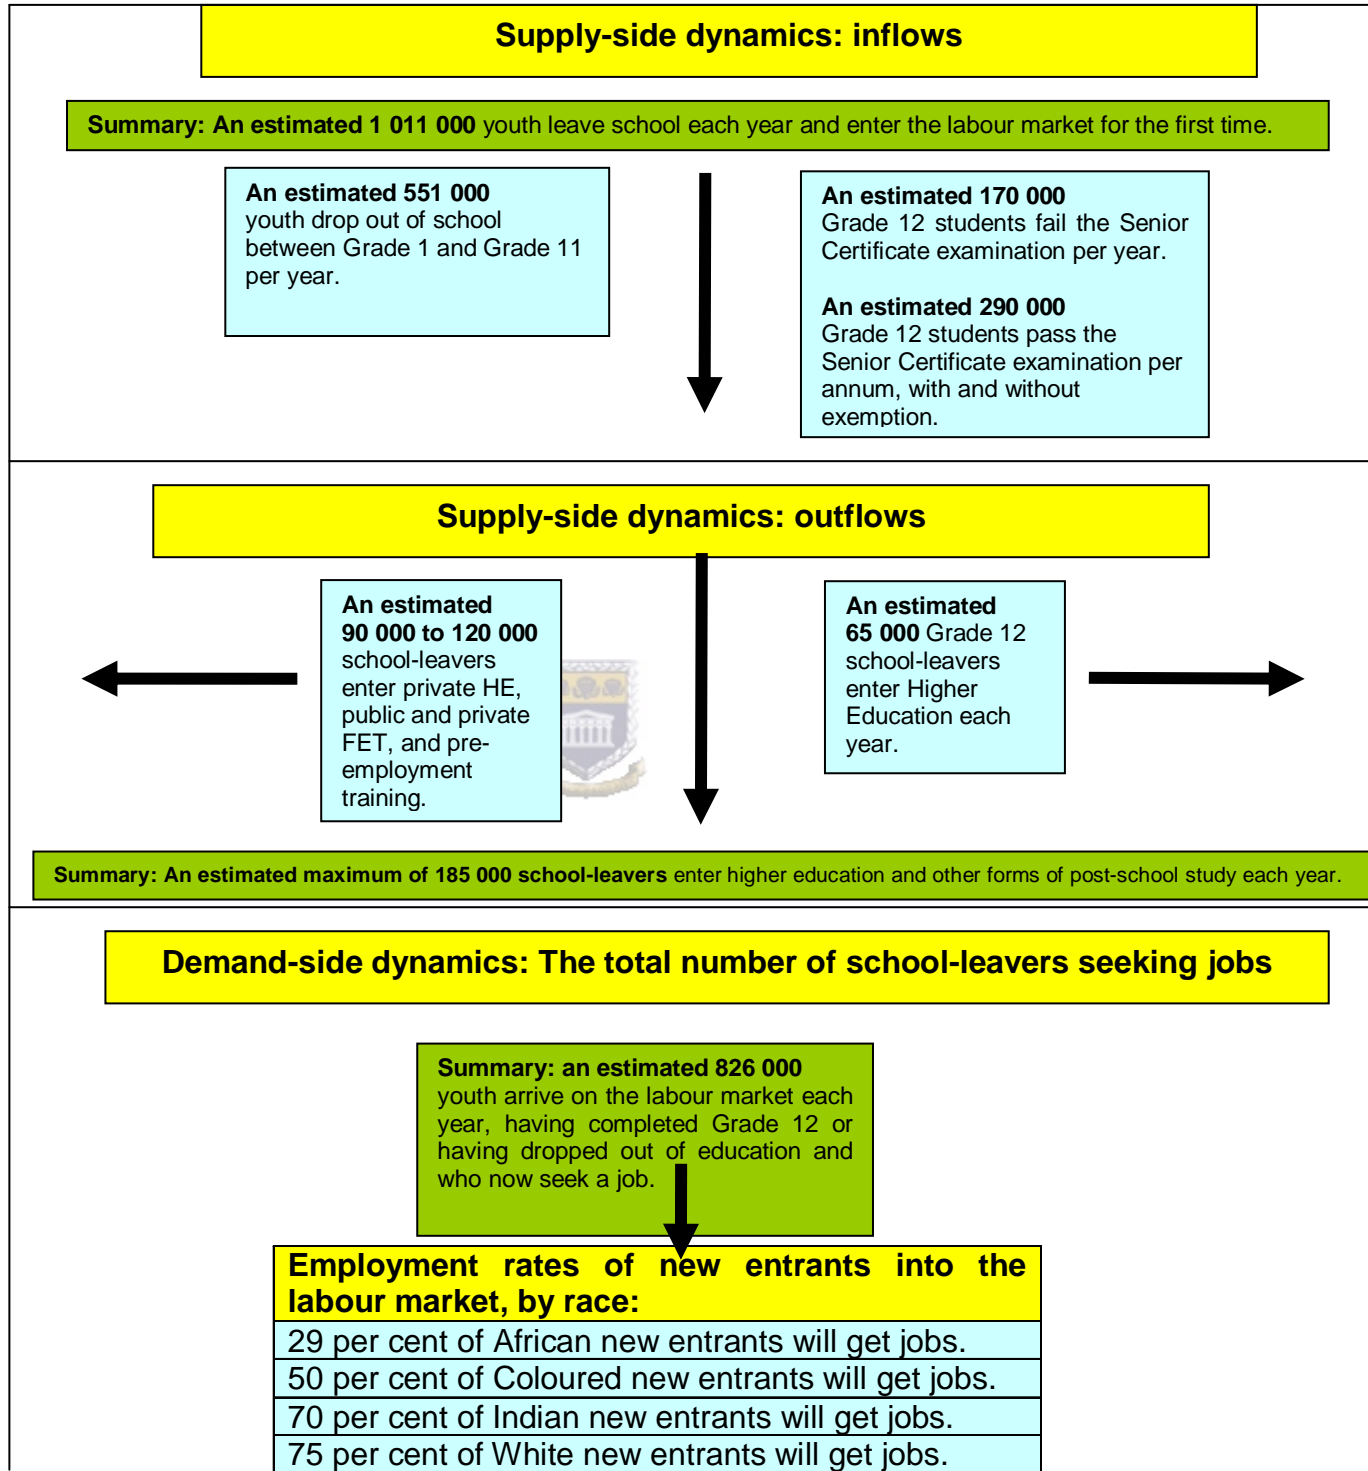 Supply-side dynamics: inflows
Summary: An estimated 1 011 000 youth leave school each year and enter the labour market for the first time.
An estimated 551 000
youth drop out of school
between Grade 1 and Grade 11
per year.
An estimated 170 000
Grade 12 students fail the Senior
Certificate examination per year.
An estimated 290 000
Grade 12 students pass the
Senior Certificate examination per
annum, with and without
exemption.
Supply-side dynamics: outflows
An estimated
90 000 to 120 000
school-leavers
enter private HE,
public and private
FET, and pre-
employment
training.
An estimated
65 000 Grade 12
school-leavers
enter Higher
Education each
year.
Summary: An estimated maximum of 185 000 school-leavers enter higher education and other forms of post-school study each year.
Demand-side dynamics: The total number of school-leavers seeking jobs
Summary: an estimated 826 000
youth arrive on the labour market each
year, having completed Grade 12 or
having dropped out of education and
who now seek a job.
Employment rates of new entrants into the
labour market, by race:
29 per cent of African new entrants will get jobs.
50 per cent of Coloured new entrants will get jobs.
70 per cent of Indian new entrants will get jobs.
75 per cent of White new entrants will get jobs.